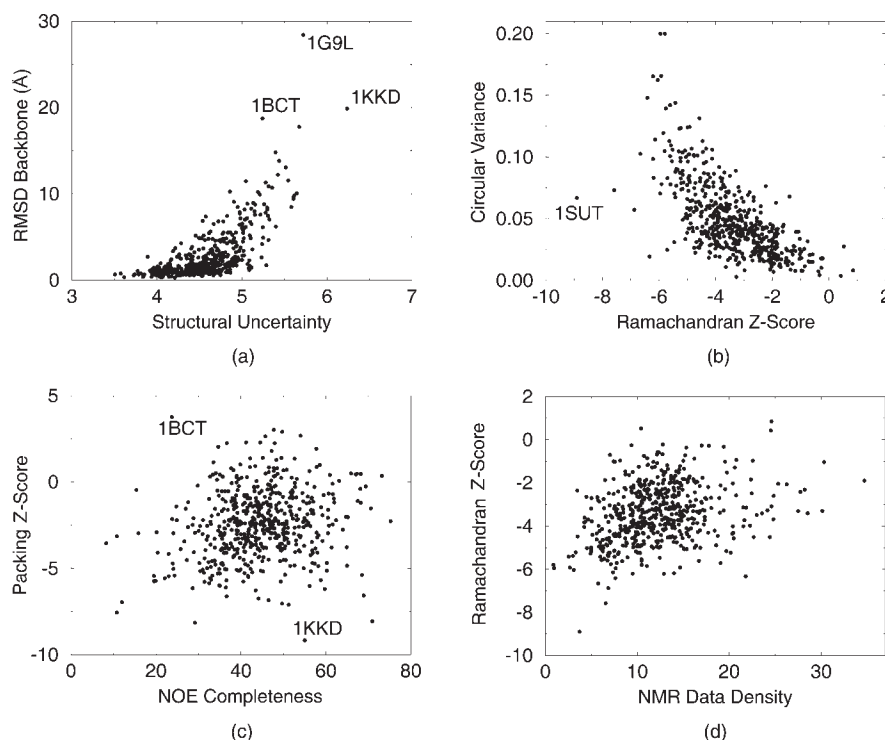 30
20
10
0
RMSD Backbone (Å)
1G9L
1BCT
1KKD
3 4 5 6 7
Structural Uncertainty
(a)
0.20
0.15
0.10
0.05
0.00
Circular Variance
1SUT
-10 -8 -6 -4 -2 0 2
Ramachandran Z-Score
(b)
5
0
-5
-10
Packing Z-Score
1BCT
1KKD
0 20 40 60 80
NOE Completeness
(c)
2
0
-2
-4
-6
-8
-10
Ramachandran Z-Score
0 10 20 30
NMR Data Density
(d)